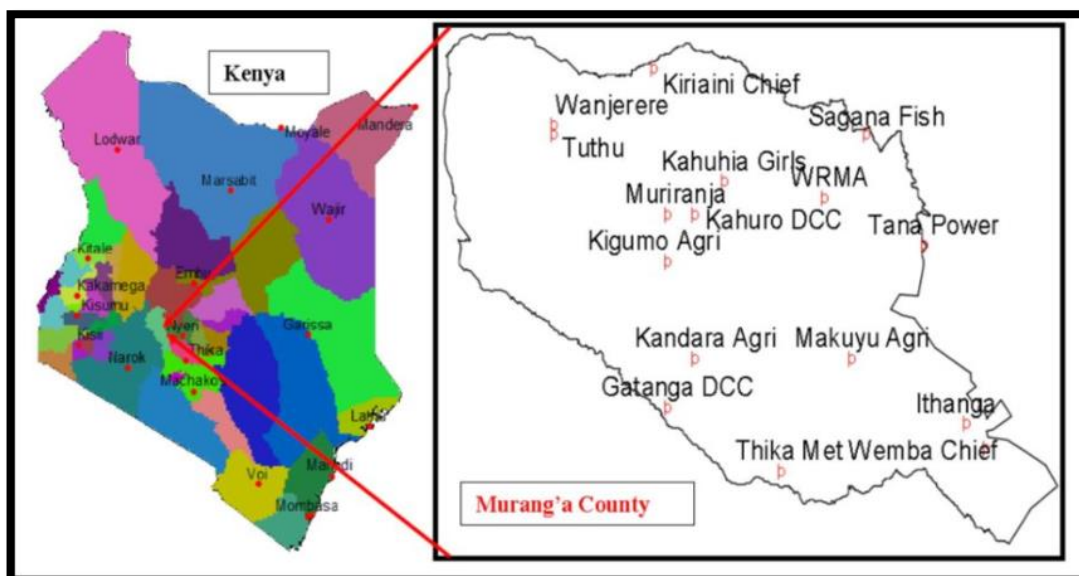 Kenya
Moyale
Mandera
Lodwar
Marsabit
Wajir
Kitale
Embu
Kakamega
Kisumu
Nyeri
Garissa
Kisii
Thika
Narok
Machakos
Voi
Malindi
Mombasa
Kiriaini Chief
Wanjerere
Sagana Fish
Tuthu
Kahuhia Girls
WRMA
Muriranja
Kahuro DCC
Tana Power
Kigumo Agri
Kandara Agri
Makuyu Agri
Gatanga DCC
Ithanga
Thika Met
Wemba Chief
Murang'a County